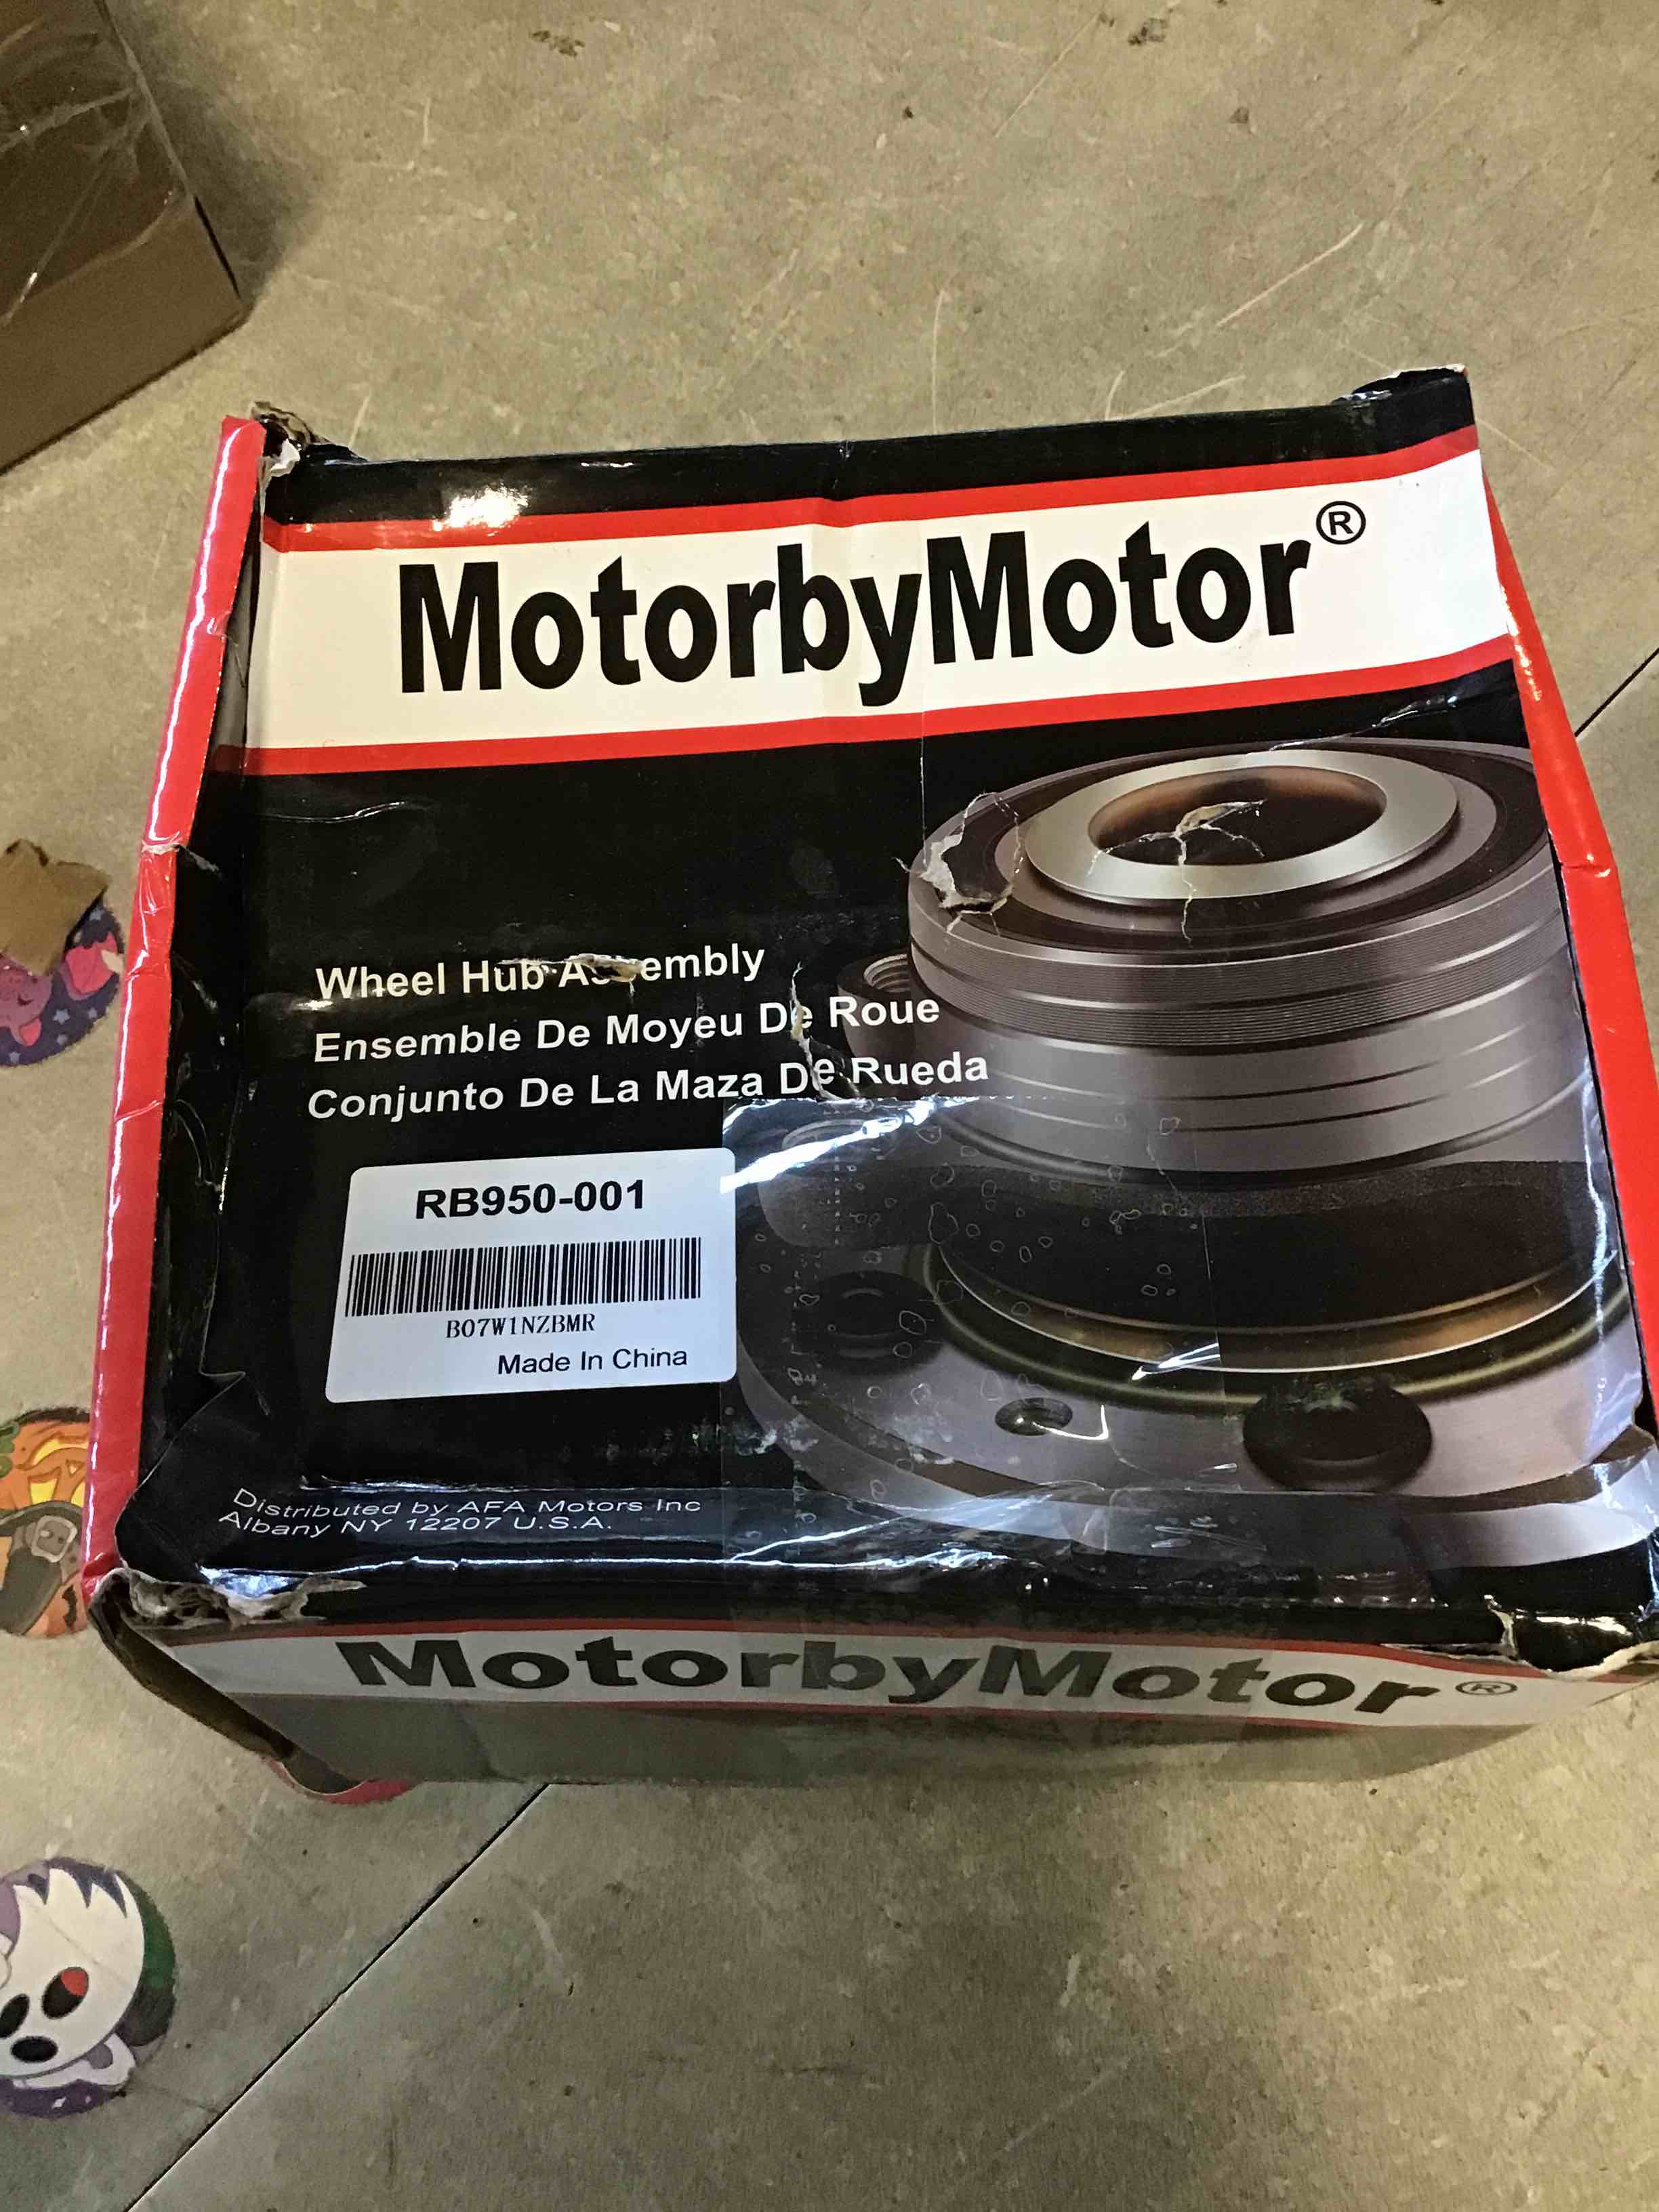 MotorbyMotor®
Wheel Hub Assembly
Ensemble De Moyeu De Roue
Conjunto De La Maza De Rueda
RB950-001
B07W1NZBMR
Made In China
Distributed by AFA Motors Inc
Albany NY 12207 U.S.A.
MotorbyMotor®